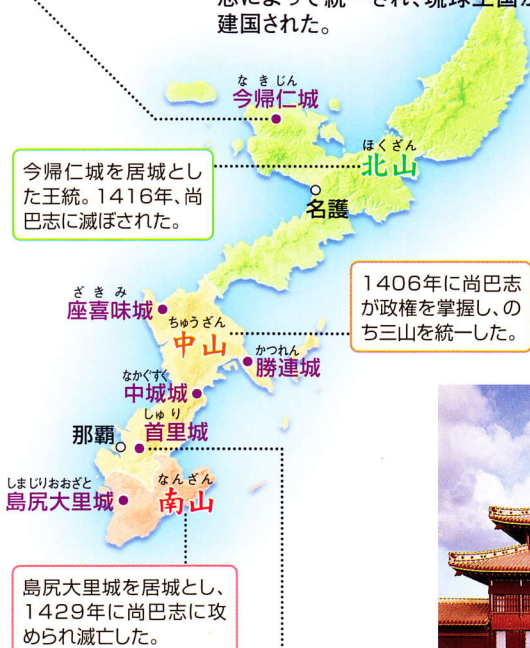 志によって統一され、琉球王国が
建国された。
なきじん
今帰仁城
ほくざん
北山
今帰仁城を居城とし
た王統。1416年、尚
巴志に滅ぼされた。
名護
1406年に尚巴志
が政権を掌握し、の
ち三山を統一した。
ざきみ
座喜味城
ちゅうざん
中山
かつれん
勝連城
なかぐすく
中城城
しゅり
首里城
那覇
しまじりおおざと
島尻大里城
なんざん
南山
島尻大里城を居城とし、
1429年に尚巴志に攻
められ滅亡した。